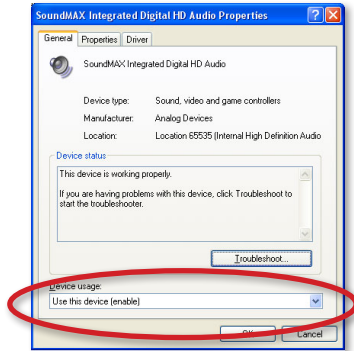 SoundMAX Integrated Digital HD Audio Properties
General Properties Driver
SoundMAX Integrated Digital HD Audio
Device type: Sound, video and game controllers
Manufacturer: Analog Devices
Location: Location 65535 (Internal High Definition Audio
Device status
This device is working properly.
If you are having problems with this device, click Troubleshoot to
start the troubleshooter.
Troubleshoot...
Device usage:
Use this device (enable)
Cancel